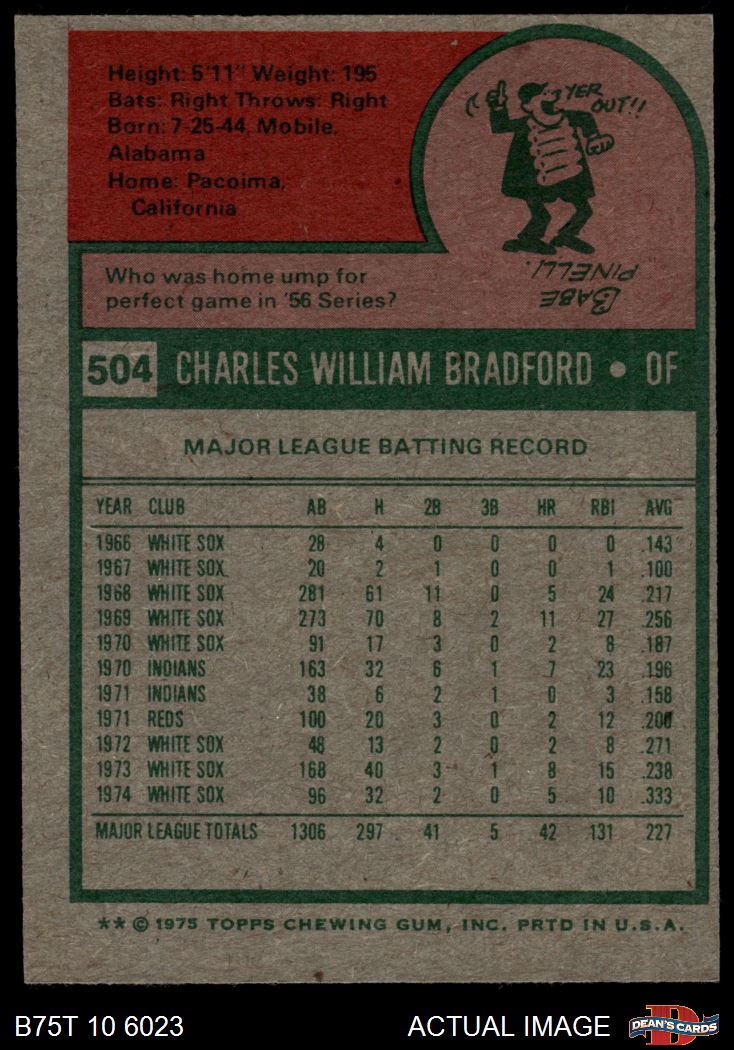 Height: 5'11" Weight: 195
Bats: Right Throws: Right
Born: 7-25-44, Mobile,
Alabama
Home: Pacoima,
California
YER
OUT!!
BABE
PINELLI.
Who was home ump for
perfect game in '56 Series?
504 CHARLES WILLIAM BRADFORD • OF
MAJOR LEAGUE BATTING RECORD
YEAR CLUB AB H 2B 3B HR RBI AVG
1966 WHITE SOX 28 4 0 0 0 0 .143
1967 WHITE SOX 20 2 1 0 0 1 .100
1968 WHITE SOX 281 61 11 0 5 24 .217
1969 WHITE SOX 273 70 8 2 11 27 .256
1970 WHITE SOX 91 17 3 0 2 8 .187
1970 INDIANS 163 32 6 1 7 23 .196
1971 INDIANS 38 6 2 1 0 3 .158
1971 REDS 100 20 3 0 2 12 .200
1972 WHITE SOX 48 13 2 0 2 8 .271
1973 WHITE SOX 168 40 3 1 8 15 .238
1974 WHITE SOX 96 32 2 0 5 10 .333
MAJOR LEAGUE TOTALS 1306 297 41 5 42 131 .227
** © 1975 TOPPS CHEWING GUM, INC. PRTD IN U.S.A.
B75T 10 6023 ACTUAL IMAGE DEAN'S CARDS